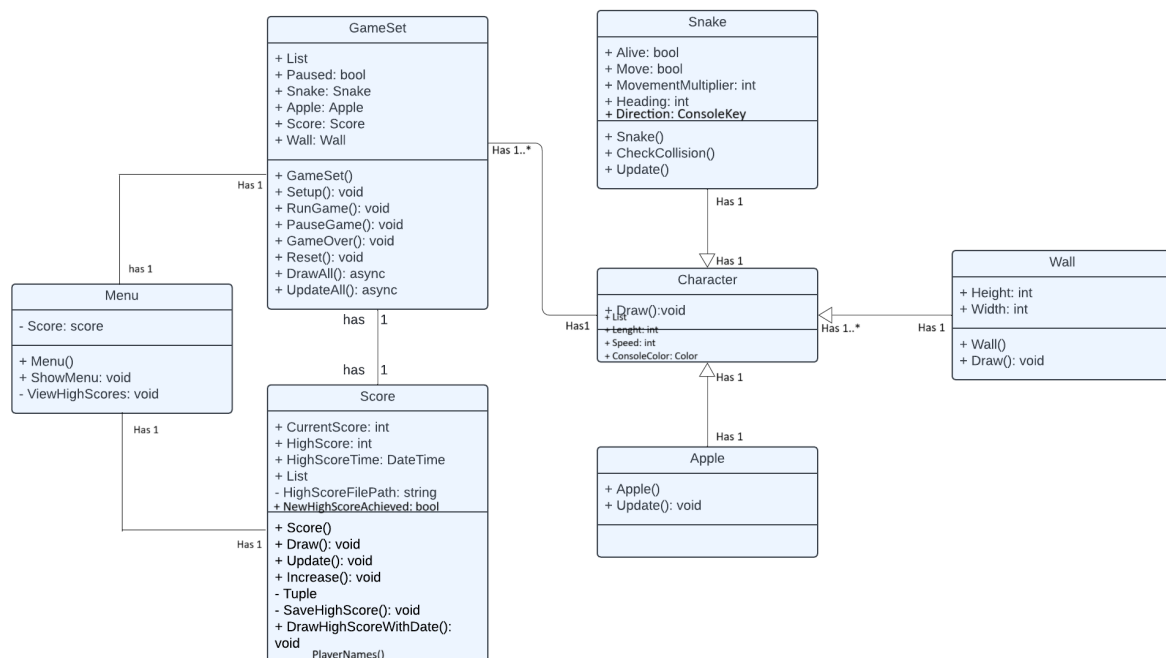 GameSet
+ List
+ Paused: bool
+ Snake: Snake
+ Apple: Apple
+ Score: Score
+ Wall: Wall
+ GameSet()
+ Setup(): void
+ RunGame(): void
+ PauseGame(): void
+ GameOver(): void
+ Reset(): void
+ DrawAll(): async
+ UpdateAll(): async
Has 1
has 1
Has 1..*
Has1
has 1
has 1
Menu
- Score: score
+ Menu()
+ ShowMenu: void
- ViewHighScores: void
Has 1
Has 1
Score
+ CurrentScore: int
+ HighScore: int
+ HighScoreTime: DateTime
+ List
- HighScoreFilePath: string
+ NewHighScoreAchieved: bool
+ Score()
+ Draw(): void
+ Update(): void
+ Increase(): void
- Tuple
- SaveHighScore(): void
+ DrawHighScoreWithDate():
void
PlayerNames()
Snake
+ Alive: bool
+ Move: bool
+ MovementMultiplier: int
+ Heading: int
+ Direction: ConsoleKey
+ Snake()
+ CheckCollision()
+ Update()
Has 1
Has 1
Character
+ Draw():void
+ List
+ Lenght: int
+ Speed: int
+ ConsoleColor: Color
Has 1..*
Has 1
Wall
+ Height: int
+ Width: int
+ Wall()
+ Draw(): void
Has 1
Has 1
Apple
+ Apple()
+ Update(): void